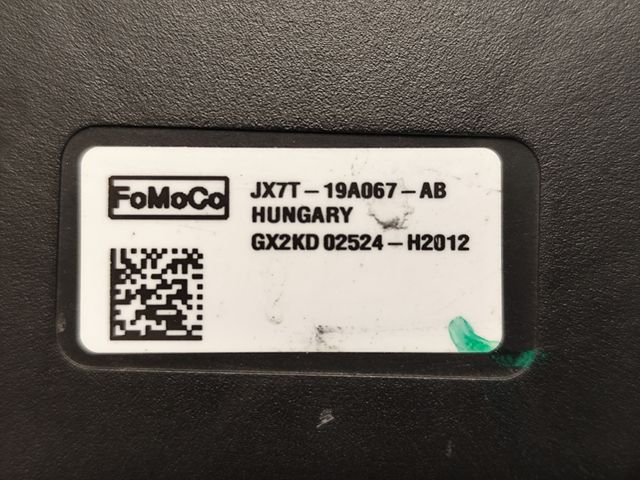 FoMoCo
JX7T-19A067-AB
HUNGARY
GX2KD 02524-H2012